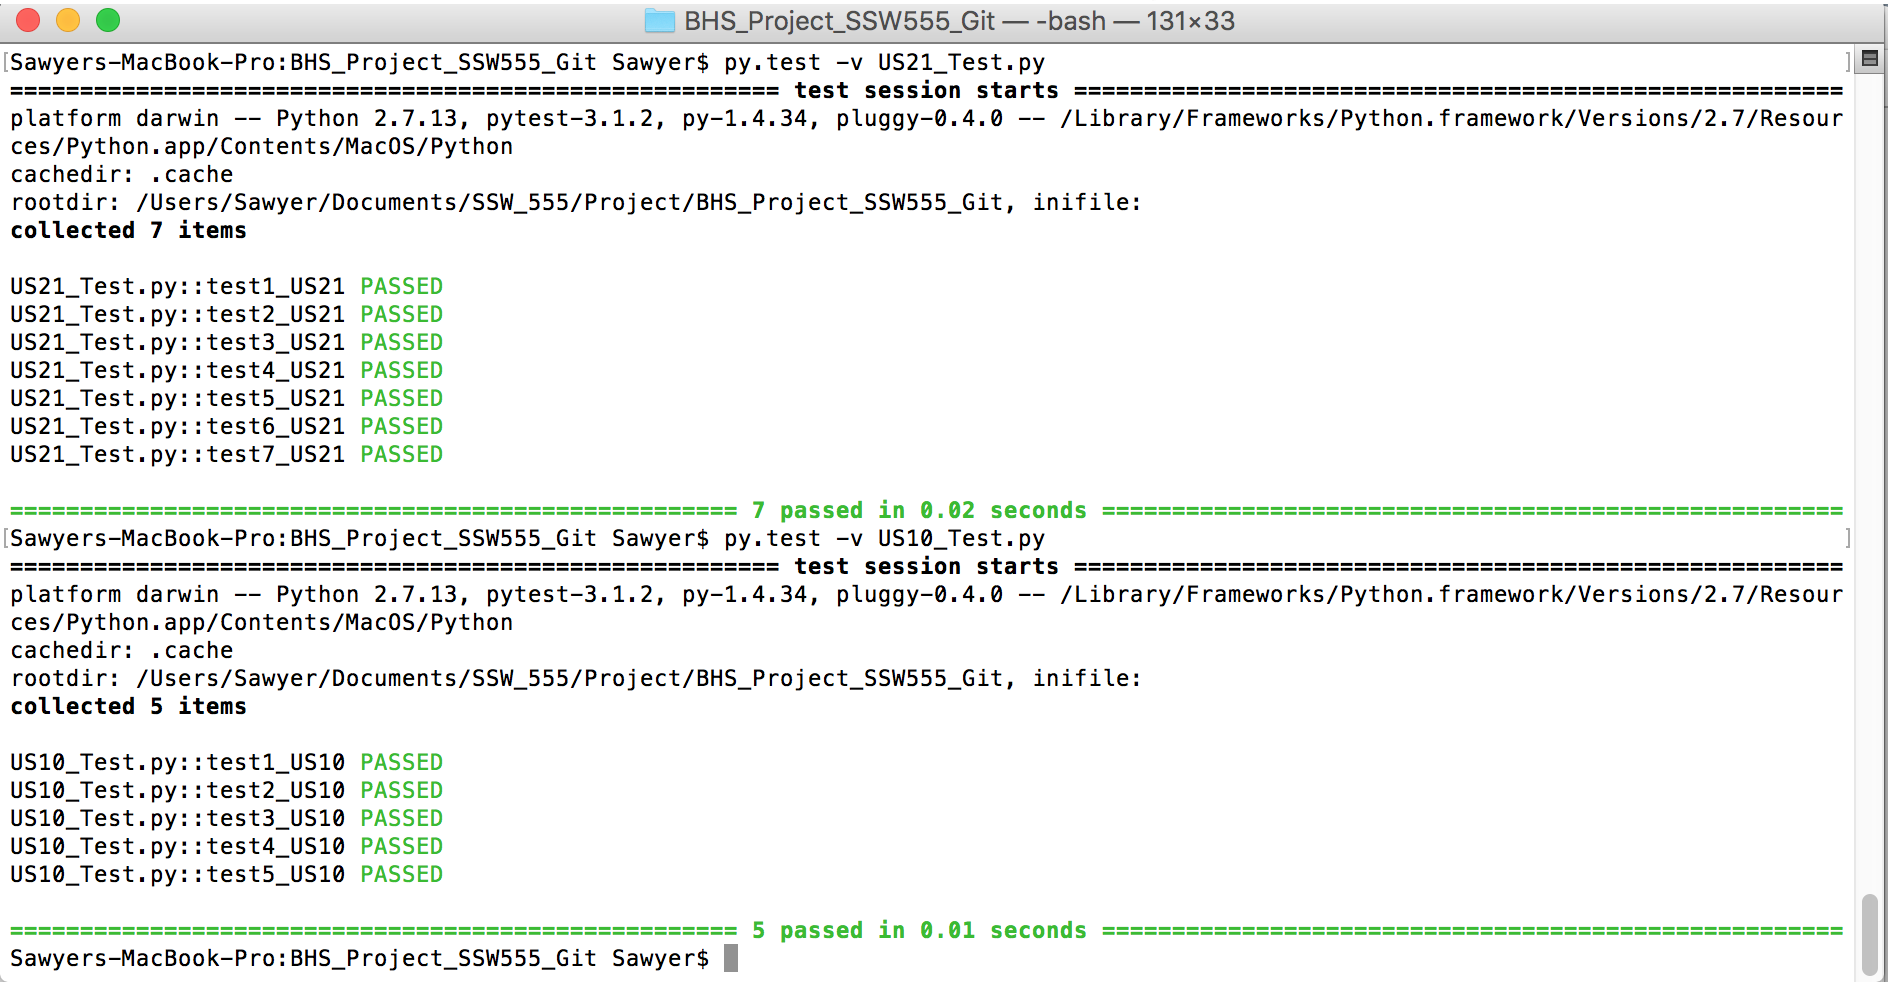 BHS_Project_SSW555_Git — -bash — 131×33
[Sawyers-MacBook-Pro:BHS_Project_SSW555_Git Sawyer$ py.test -v US21_Test.py ]
======================================================= test session starts =======================================================
platform darwin -- Python 2.7.13, pytest-3.1.2, py-1.4.34, pluggy-0.4.0 -- /Library/Frameworks/Python.framework/Versions/2.7/Resour
ces/Python.app/Contents/MacOS/Python
cachedir: .cache
rootdir: /Users/Sawyer/Documents/SSW_555/Project/BHS_Project_SSW555_Git, inifile:
collected 7 items
US21_Test.py::test1_US21 PASSED
US21_Test.py::test2_US21 PASSED
US21_Test.py::test3_US21 PASSED
US21_Test.py::test4_US21 PASSED
US21_Test.py::test5_US21 PASSED
US21_Test.py::test6_US21 PASSED
US21_Test.py::test7_US21 PASSED
==================================================== 7 passed in 0.02 seconds =====================================================
[Sawyers-MacBook-Pro:BHS_Project_SSW555_Git Sawyer$ py.test -v US10_Test.py ]
======================================================= test session starts =======================================================
platform darwin -- Python 2.7.13, pytest-3.1.2, py-1.4.34, pluggy-0.4.0 -- /Library/Frameworks/Python.framework/Versions/2.7/Resour
ces/Python.app/Contents/MacOS/Python
cachedir: .cache
rootdir: /Users/Sawyer/Documents/SSW_555/Project/BHS_Project_SSW555_Git, inifile:
collected 5 items
US10_Test.py::test1_US10 PASSED
US10_Test.py::test2_US10 PASSED
US10_Test.py::test3_US10 PASSED
US10_Test.py::test4_US10 PASSED
US10_Test.py::test5_US10 PASSED
==================================================== 5 passed in 0.01 seconds =====================================================
Sawyers-MacBook-Pro:BHS_Project_SSW555_Git Sawyer$